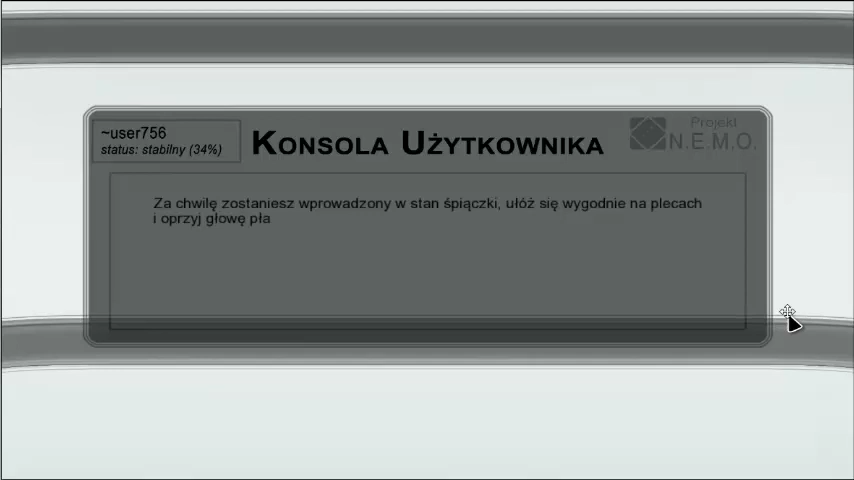 ~user756
status: stabilny (34%)
KONSOLA UŻYTKOWNIKA
Projekt
N.E.M.O.
Za chwilę zostaniesz wprowadzony w stan śpiączki, ułóż się wygodnie na plecach
i oprzyj głowę pła